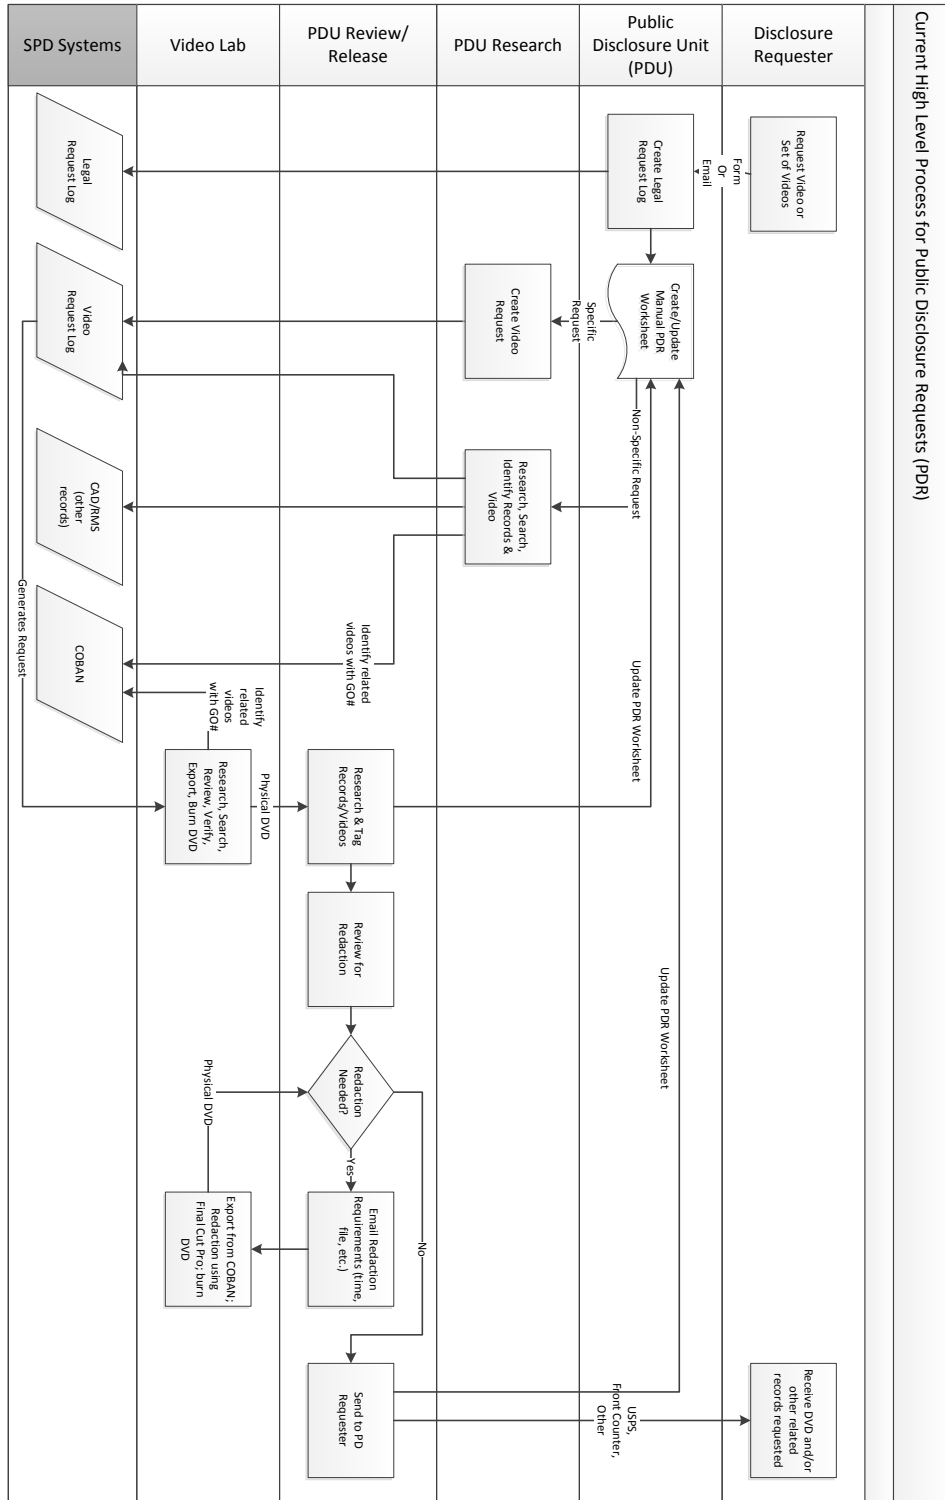 Current High Level Process for Public Disclosure Requests (PDR)
Disclosure
Requester
Public
Disclosure Unit
(PDU)
PDU Research
PDU Review/
Release
Video Lab
SPD Systems
Request Video or
Set of Videos
Form
Or
Email
Receive DVD and/or
other related
records requested
Create Legal
Request Log
Create/Update
Manual PDR
Worksheet
Specific
Request
Non-Specific Request
Update PDR Worksheet
Update PDR Worksheet
USPS,
Front Counter,
Other
Create Video
Request
Research, Search,
Identify Records &
Video
Identify related
videos with GO#
Research & Tag
Records/Videos
Review for
Redaction
Redaction
Needed?
Yes
No
Email Redaction
Requirements (time,
file, etc.)
Send to PD
Requester
Physical DVD
Identify
related
videos
with GO#
Research, Search,
Review, Verify,
Export, Burn DVD
Physical DVD
Export from COBAN;
Redaction using
Final Cut Pro; burn
DVD
Legal
Request Log
Video
Request Log
CAD/RMS
(other
records)
COBAN
Generates Request